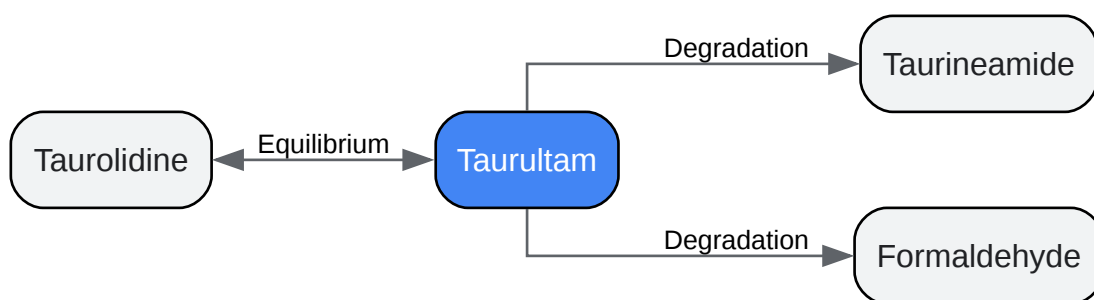 Taurolidine
Equilibrium
Taurultam
Degradation
Taurineamide
Degradation
Formaldehyde